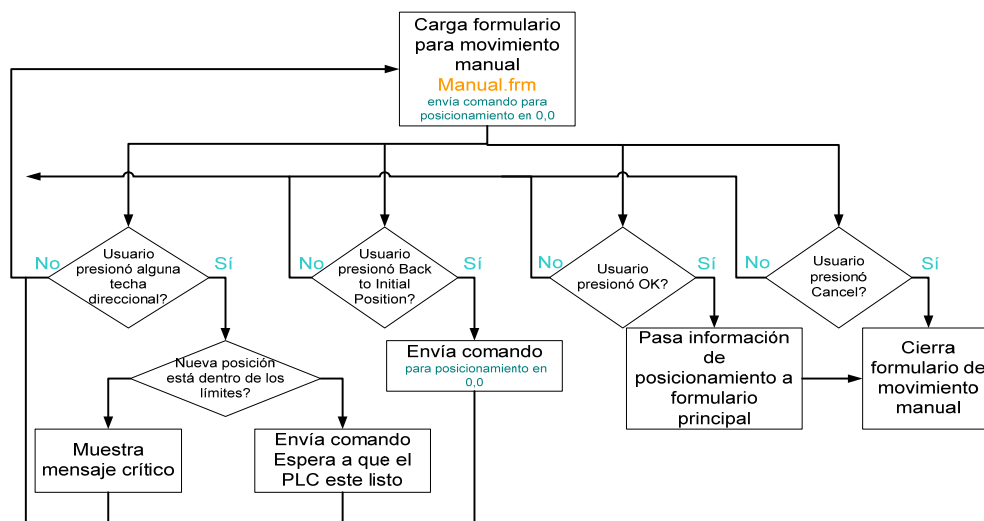 Carga formulario
para movimiento
manual
Manual.frm
envía comando para
posicionamiento en 0,0
No
Usuario
presionó alguna
techa
direccional?
Sí
No
Usuario
presionó Back
to Initial
Position?
Sí
No
Usuario
presionó OK?
Sí
No
Usuario
presionó
Cancel?
Sí
Nueva posición
está dentro de los
límites?
Envía comando
para posicionamiento en
0,0
Pasa información
de
posicionamiento a
formulario
principal
Cierra
formulario de
movimiento
manual
Muestra
mensaje crítico
Envía comando
Espera a que el
PLC este listo